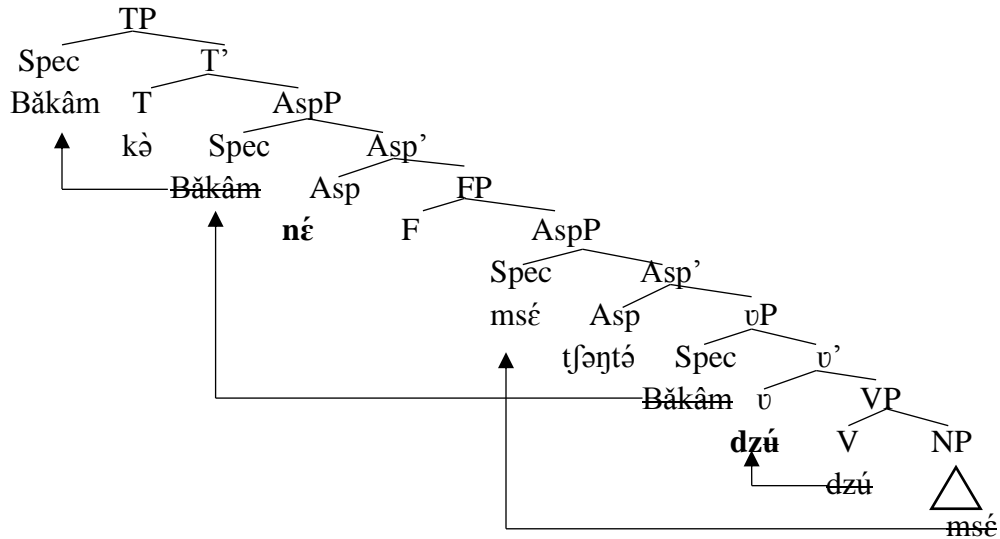 TP
Spec T’
Bǎkâm T AspP
kə̀ Spec Asp’
Bǎkâm Asp FP
nɛ́ F AspP
Spec Asp’
msɛ́ Asp ʋP
tʃəŋtə́ Spec ʋ’
Bǎkâm ʋ VP
dzʉ́ V NP
dzʉ́
msɛ́